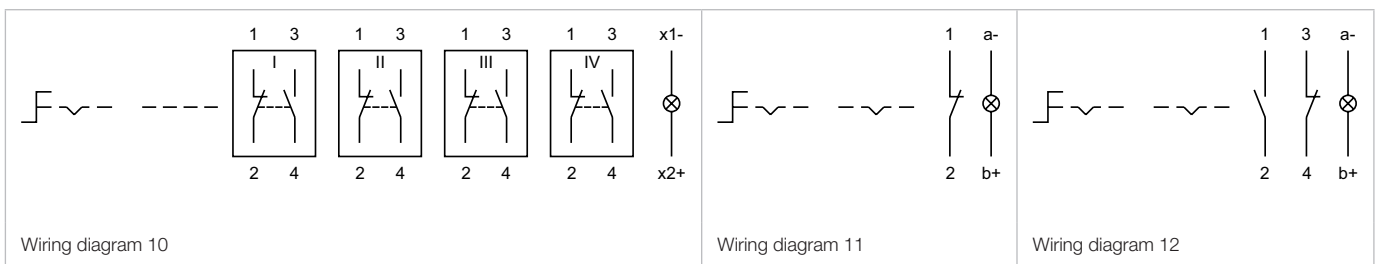 1 3 1 3 1 3 1 3 x1- 1 a- 1 3 a-
I II III IV
2 4 2 4 2 4 2 4 x2+ 2 b+ 2 4 b+
Wiring diagram 10 Wiring diagram 11 Wiring diagram 12